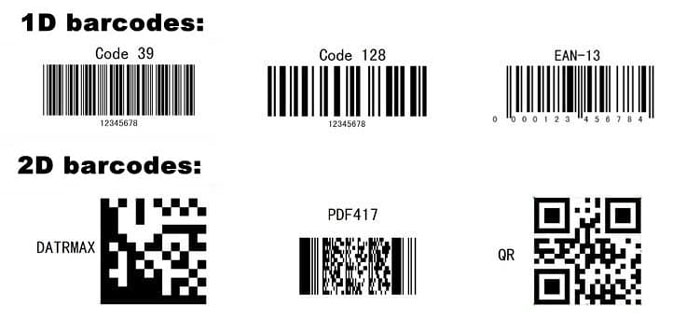 1D barcodes:
Code 39
12345678
Code 128
12345678
EAN-13
0 000123 456784
2D barcodes:
DATRMAX
PDF417
QR